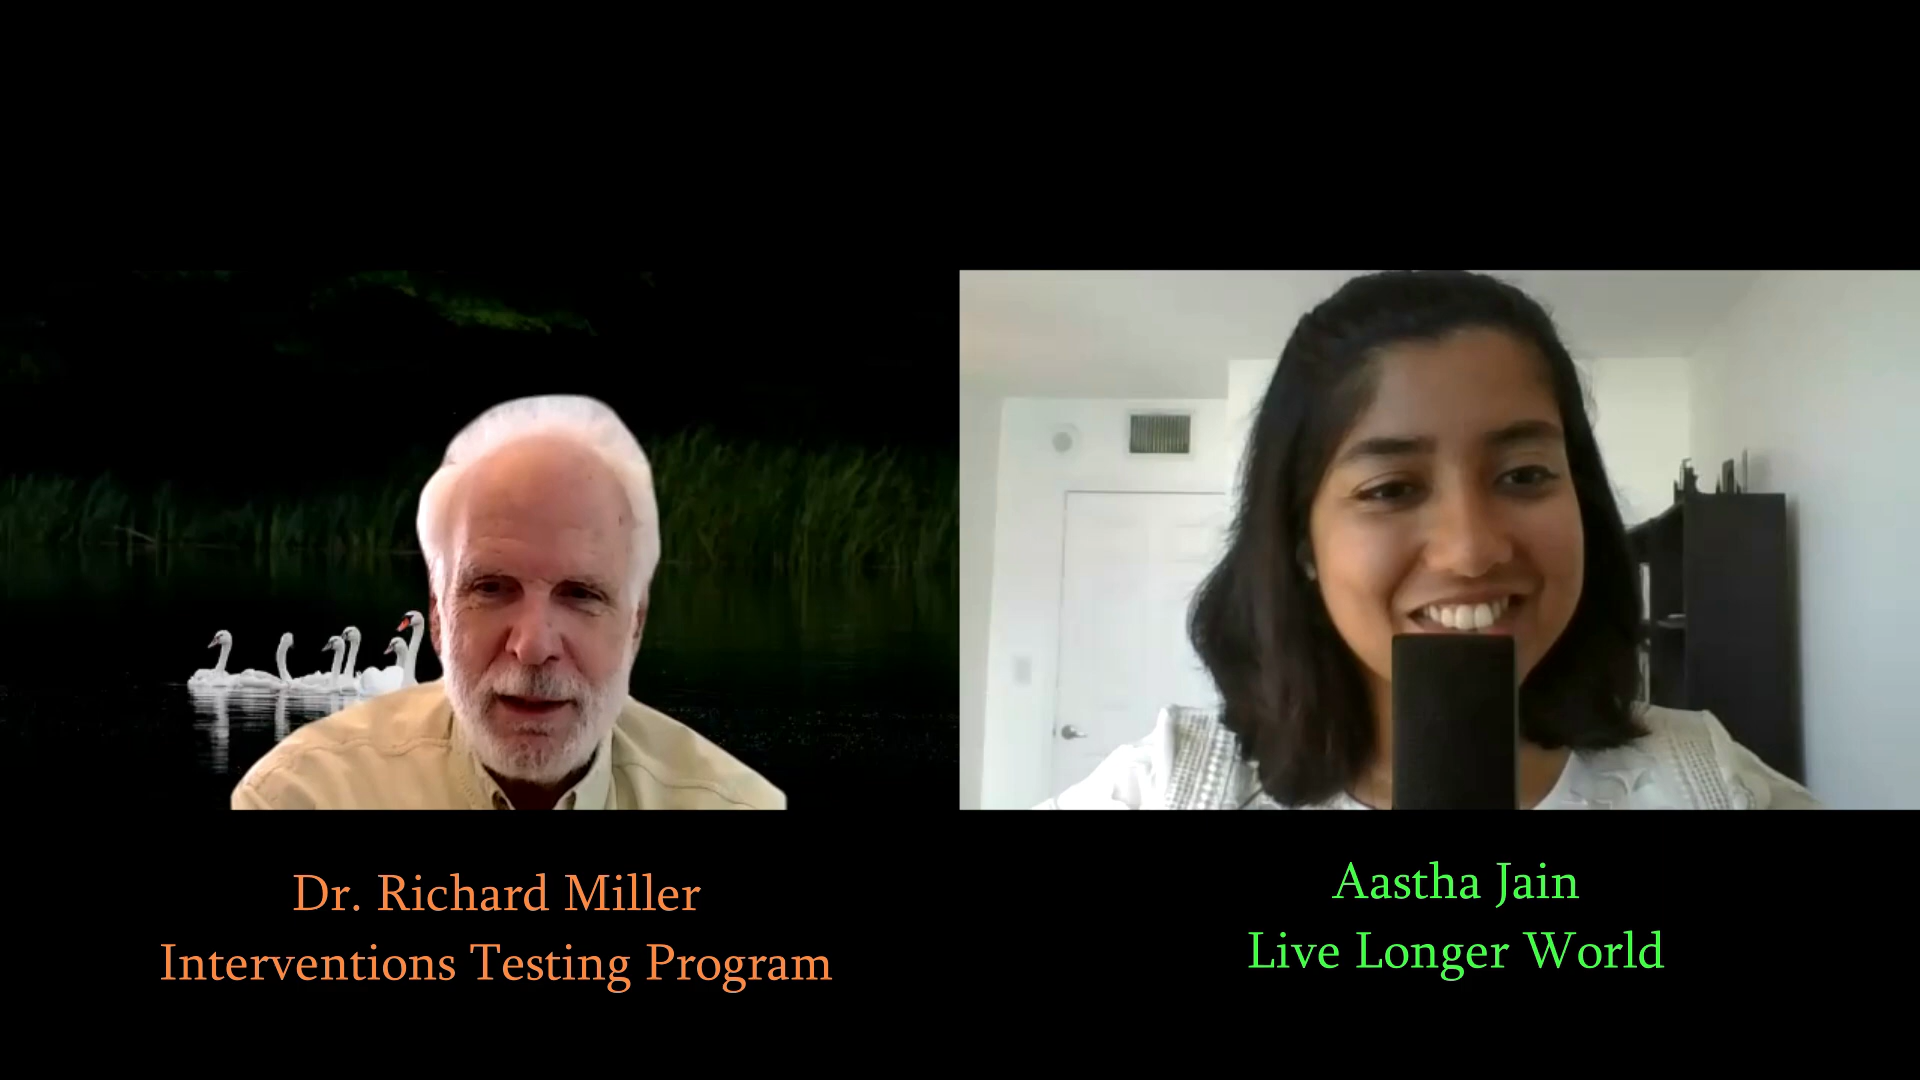 Dr. Richard Miller
Interventions Testing Program
Aastha Jain
Live Longer World